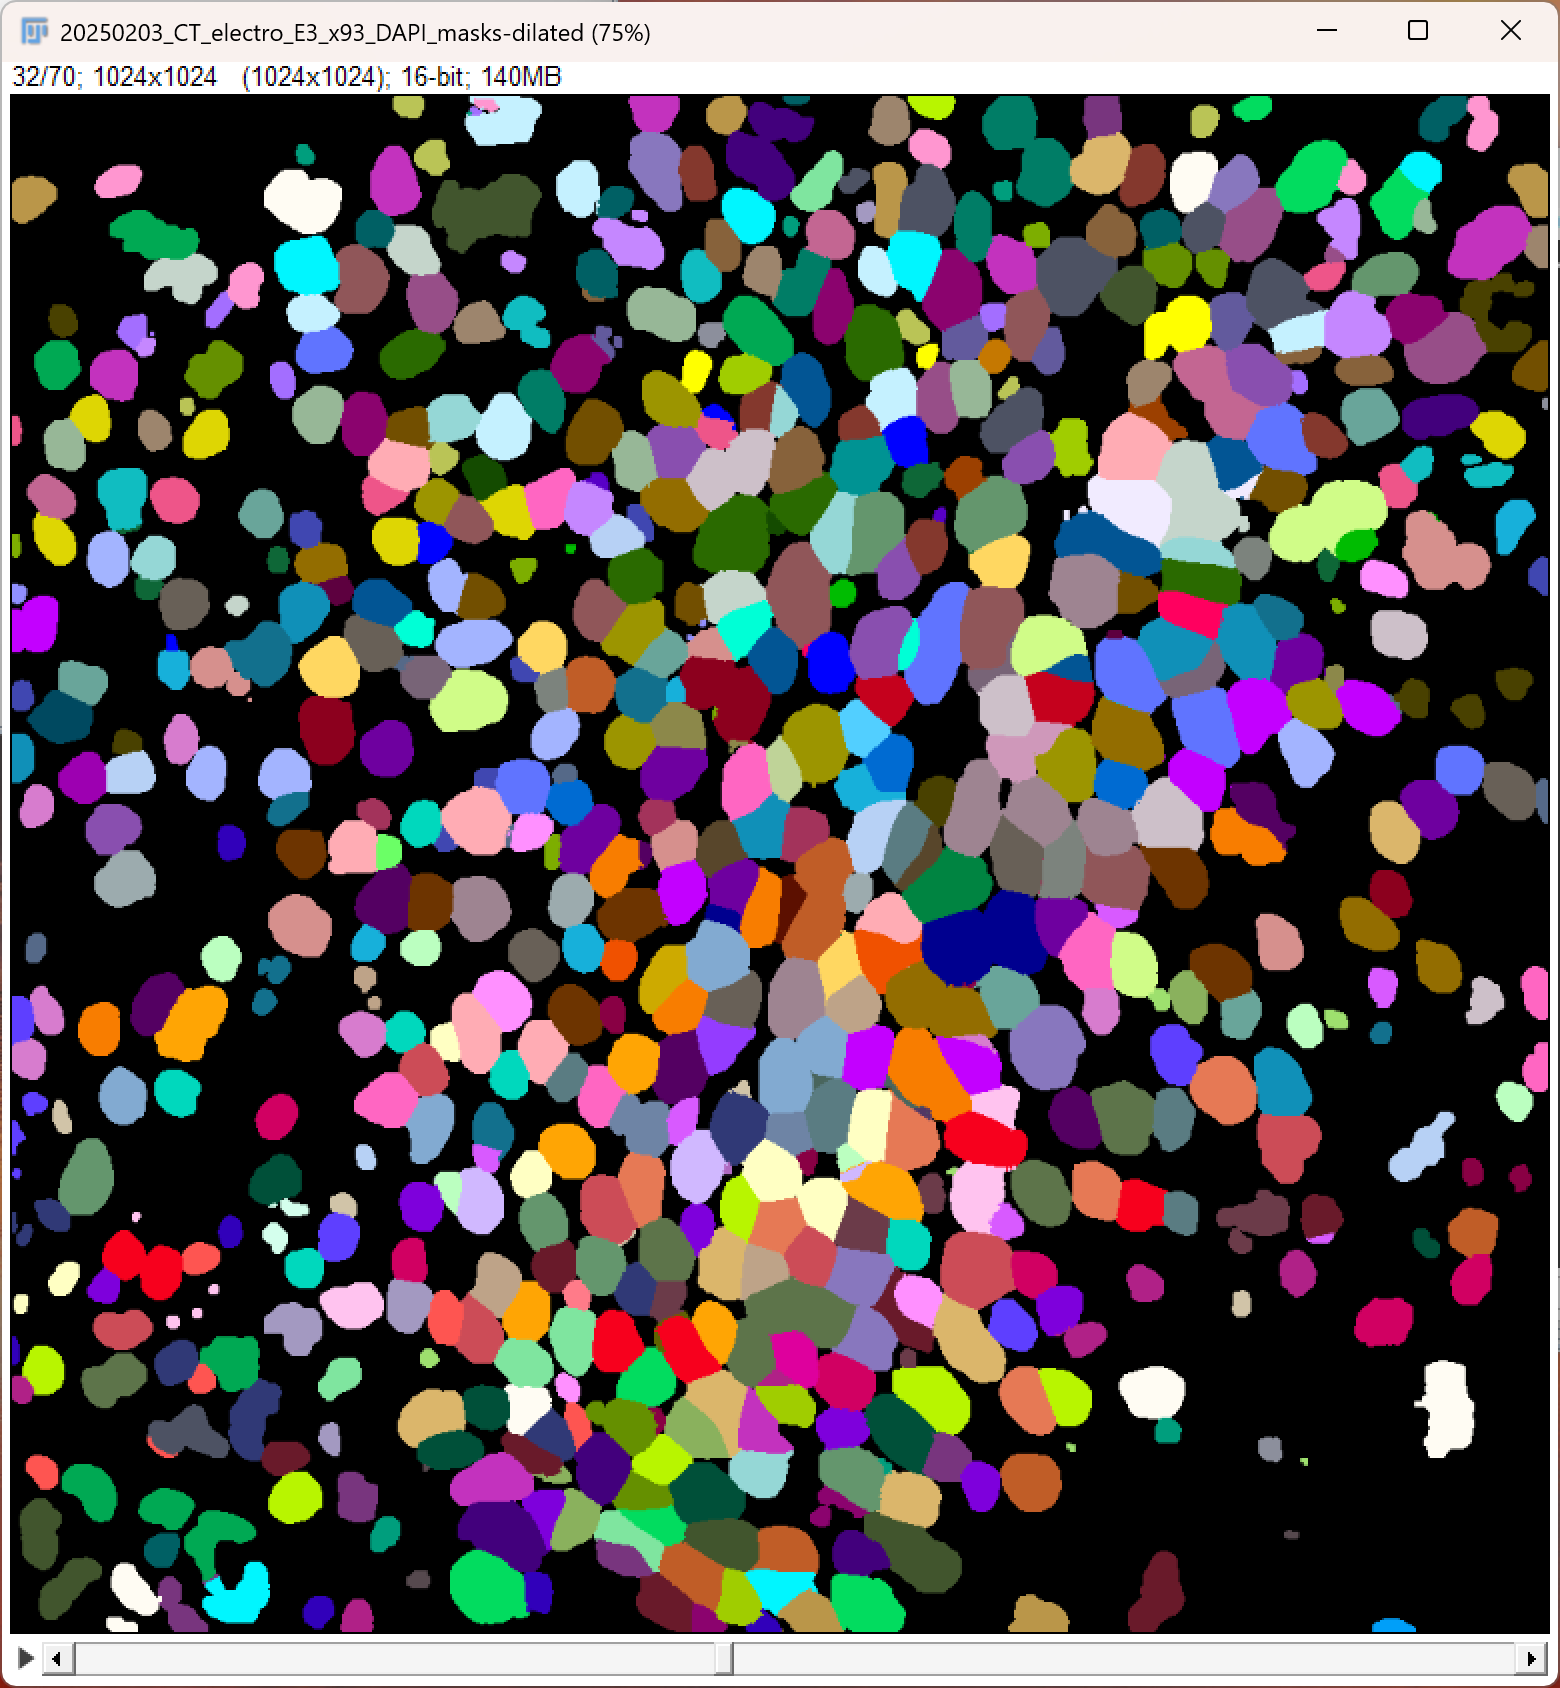 20250203_CT_electro_E3_x93_DAPI_masks-dilated (75%)
32/70; 1024x1024 (1024x1024); 16-bit; 140MB